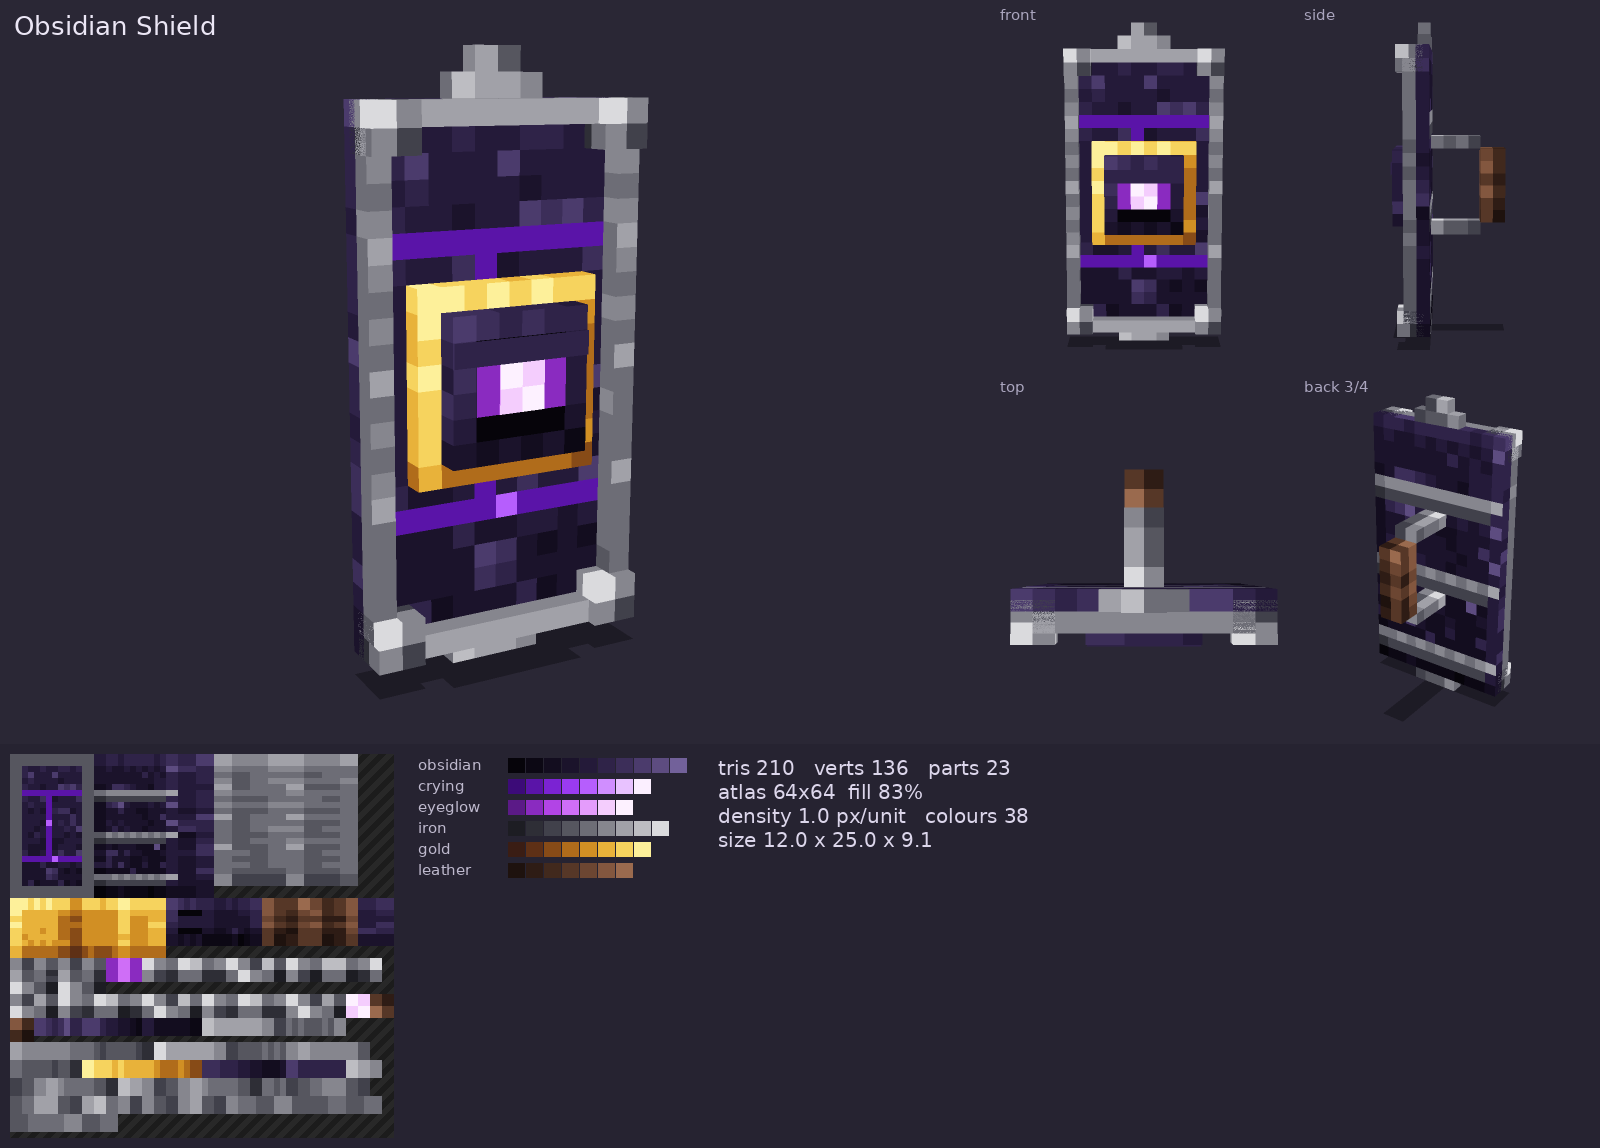 Obsidian Shield
front
side
top
back 3/4
obsidian
crying
eyeglow
iron
gold
leather
tris 210   verts 136   parts 23
atlas 64x64   fill 83%
density 1.0 px/unit   colours 38
size 12.0 x 25.0 x 9.1